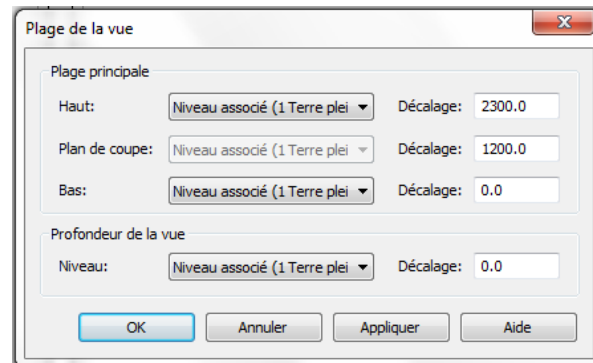 Plage de la vue
Plage principale
Haut: Niveau associé (1 Terre plei Décalage: 2300.0
Plan de coupe: Niveau associé (1 Terre plei Décalage: 1200.0
Bas: Niveau associé (1 Terre plei Décalage: 0.0
Profondeur de la vue
Niveau: Niveau associé (1 Terre plei Décalage: 0.0
OK Annuler Appliquer Aide